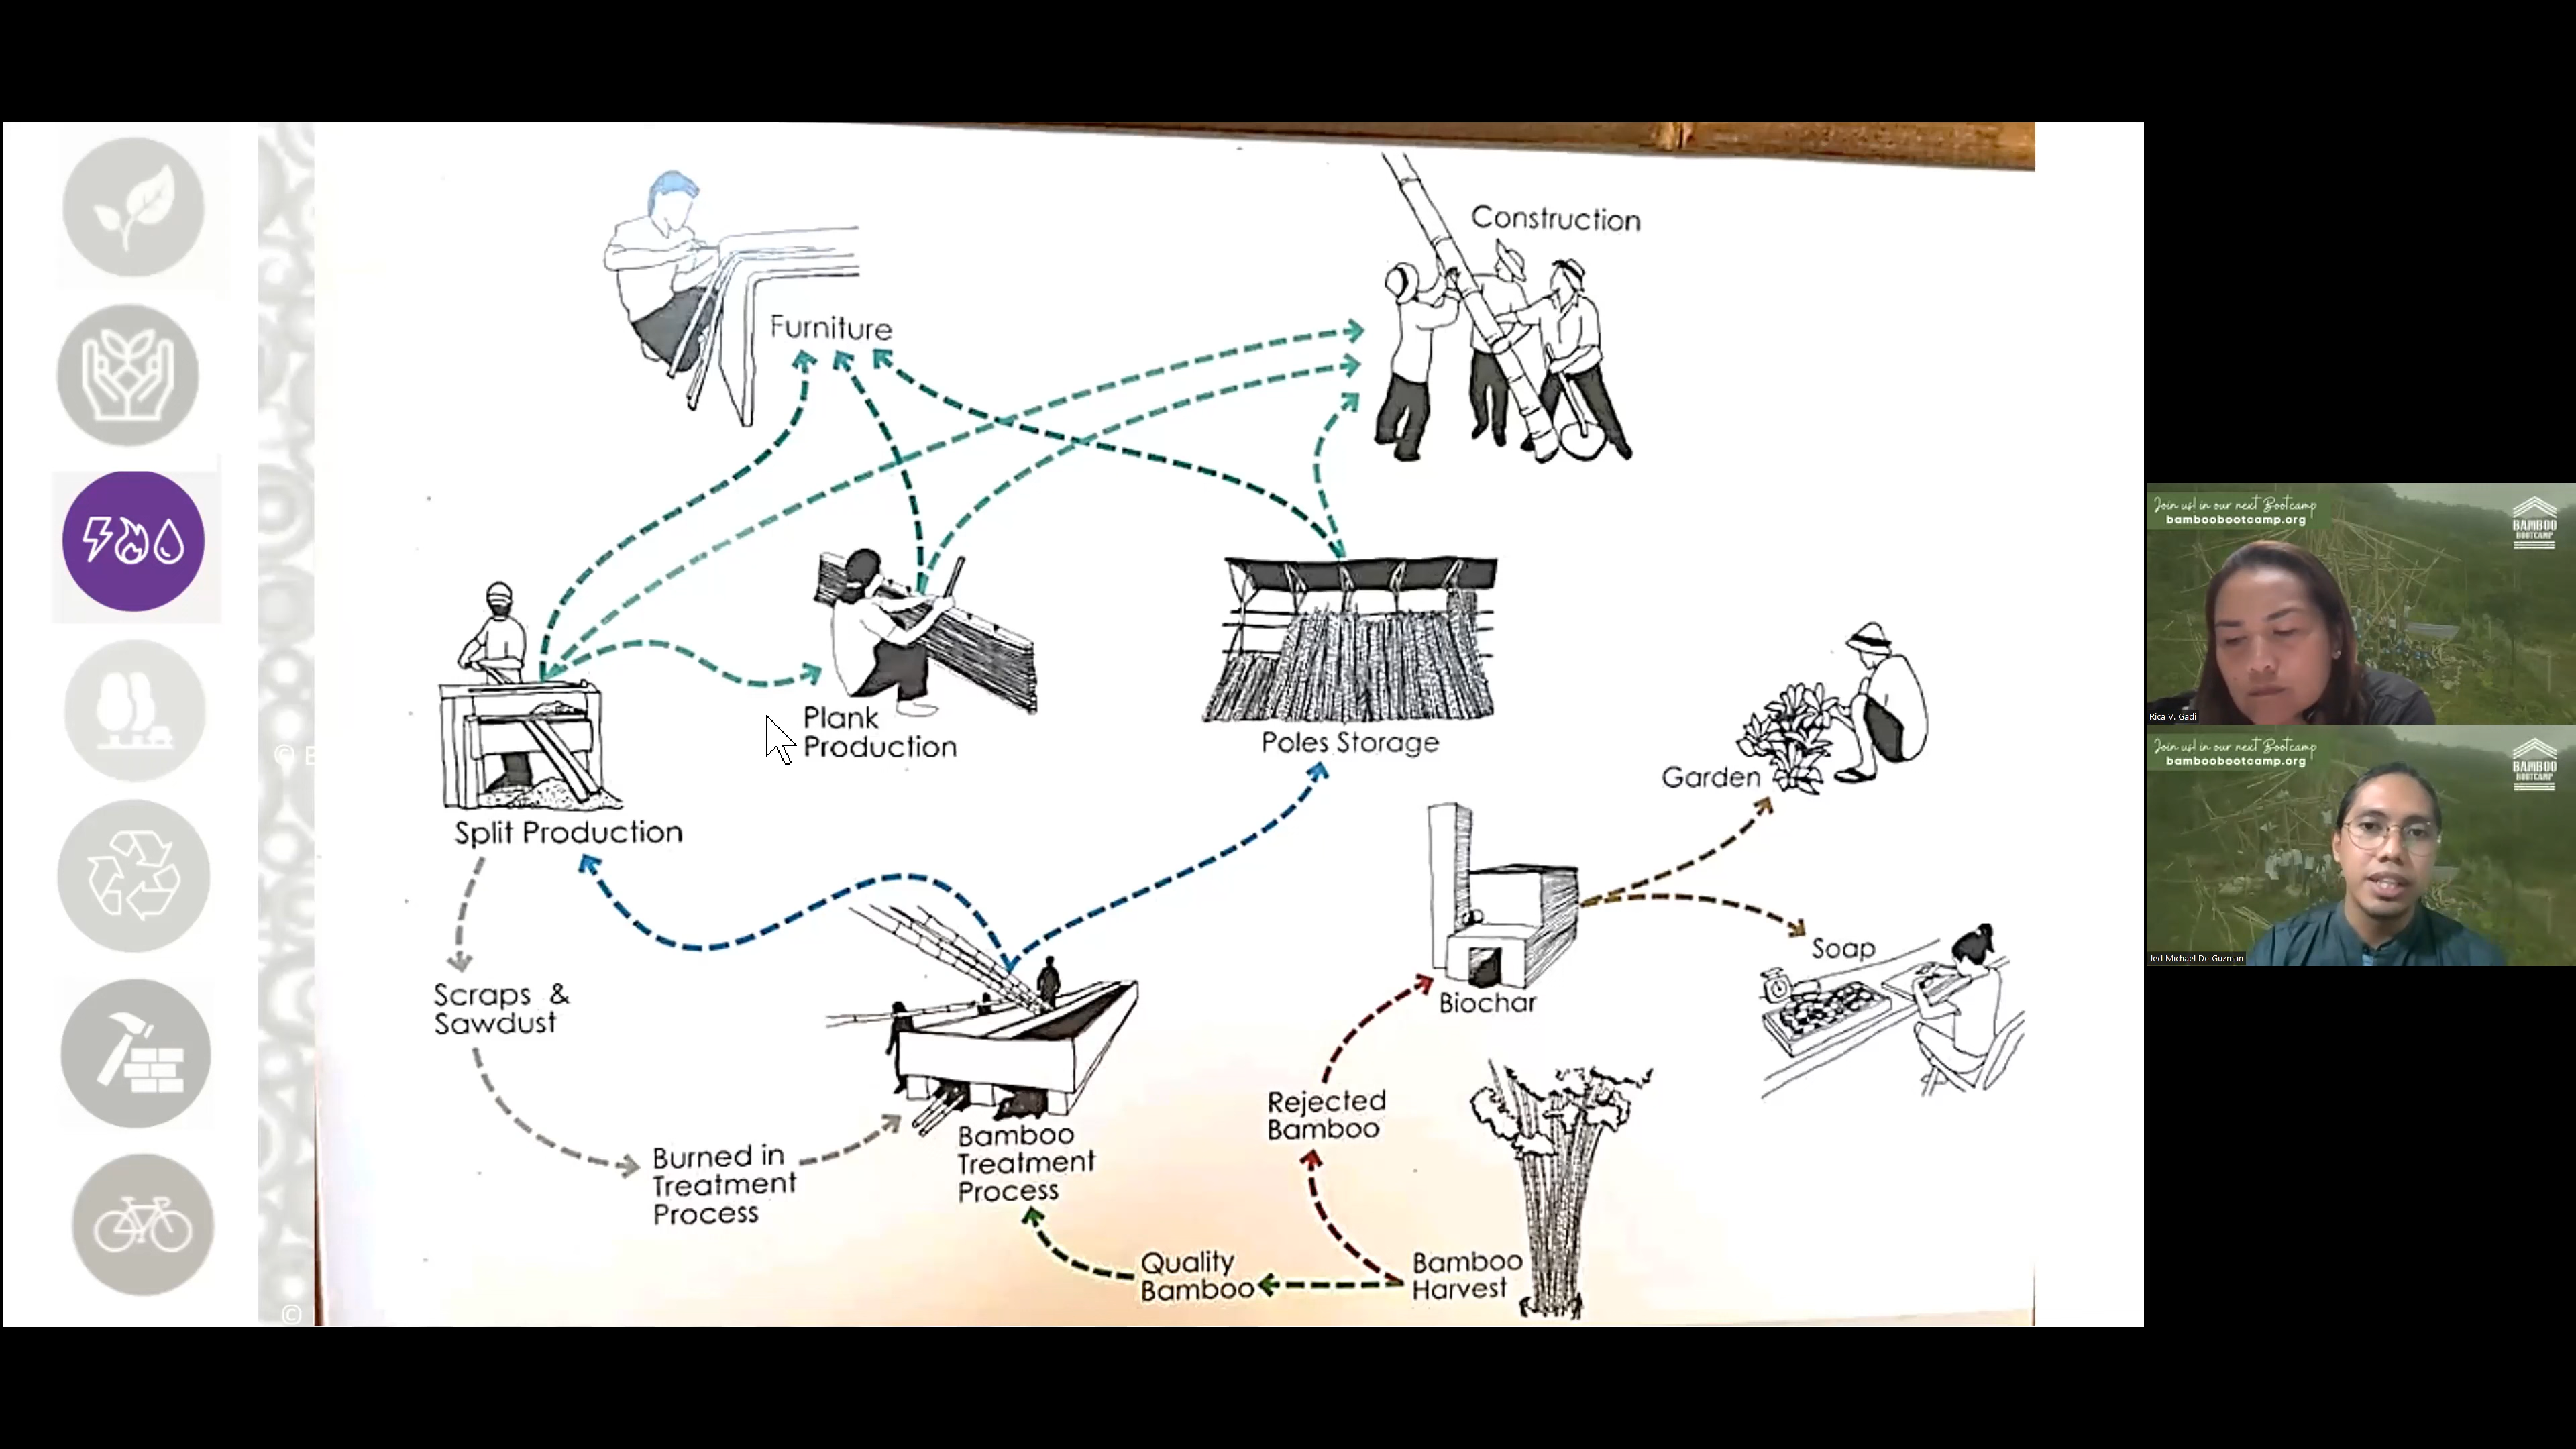 Construction
Furniture
Plank
Production
Poles Storage
Garden
Split Production
Soap
Scraps &
Sawdust
Biochar
Rejected
Bamboo
Bamboo
Treatment
Process
Burned in
Treatment
Process
Quality
Bamboo
Bamboo
Harvest
©
Join us! in our next Bootcamp
bamboobootcamp.org
BAMBOO
BOOTCAMP
Rica V. Gadi
Join us! in our next Bootcamp
bamboobootcamp.org
BAMBOO
BOOTCAMP
Jed Michael De Guzman